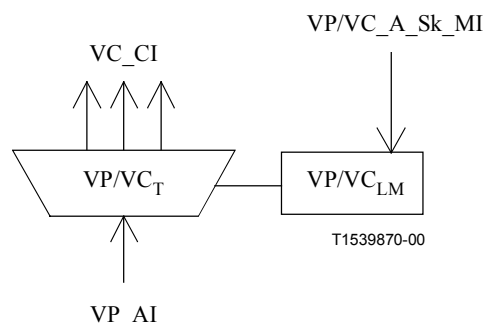 VP/VC_A_Sk_MI
VC_CI
VP/VC_T
VP/VC_LM
T1539870-00
VP_AI